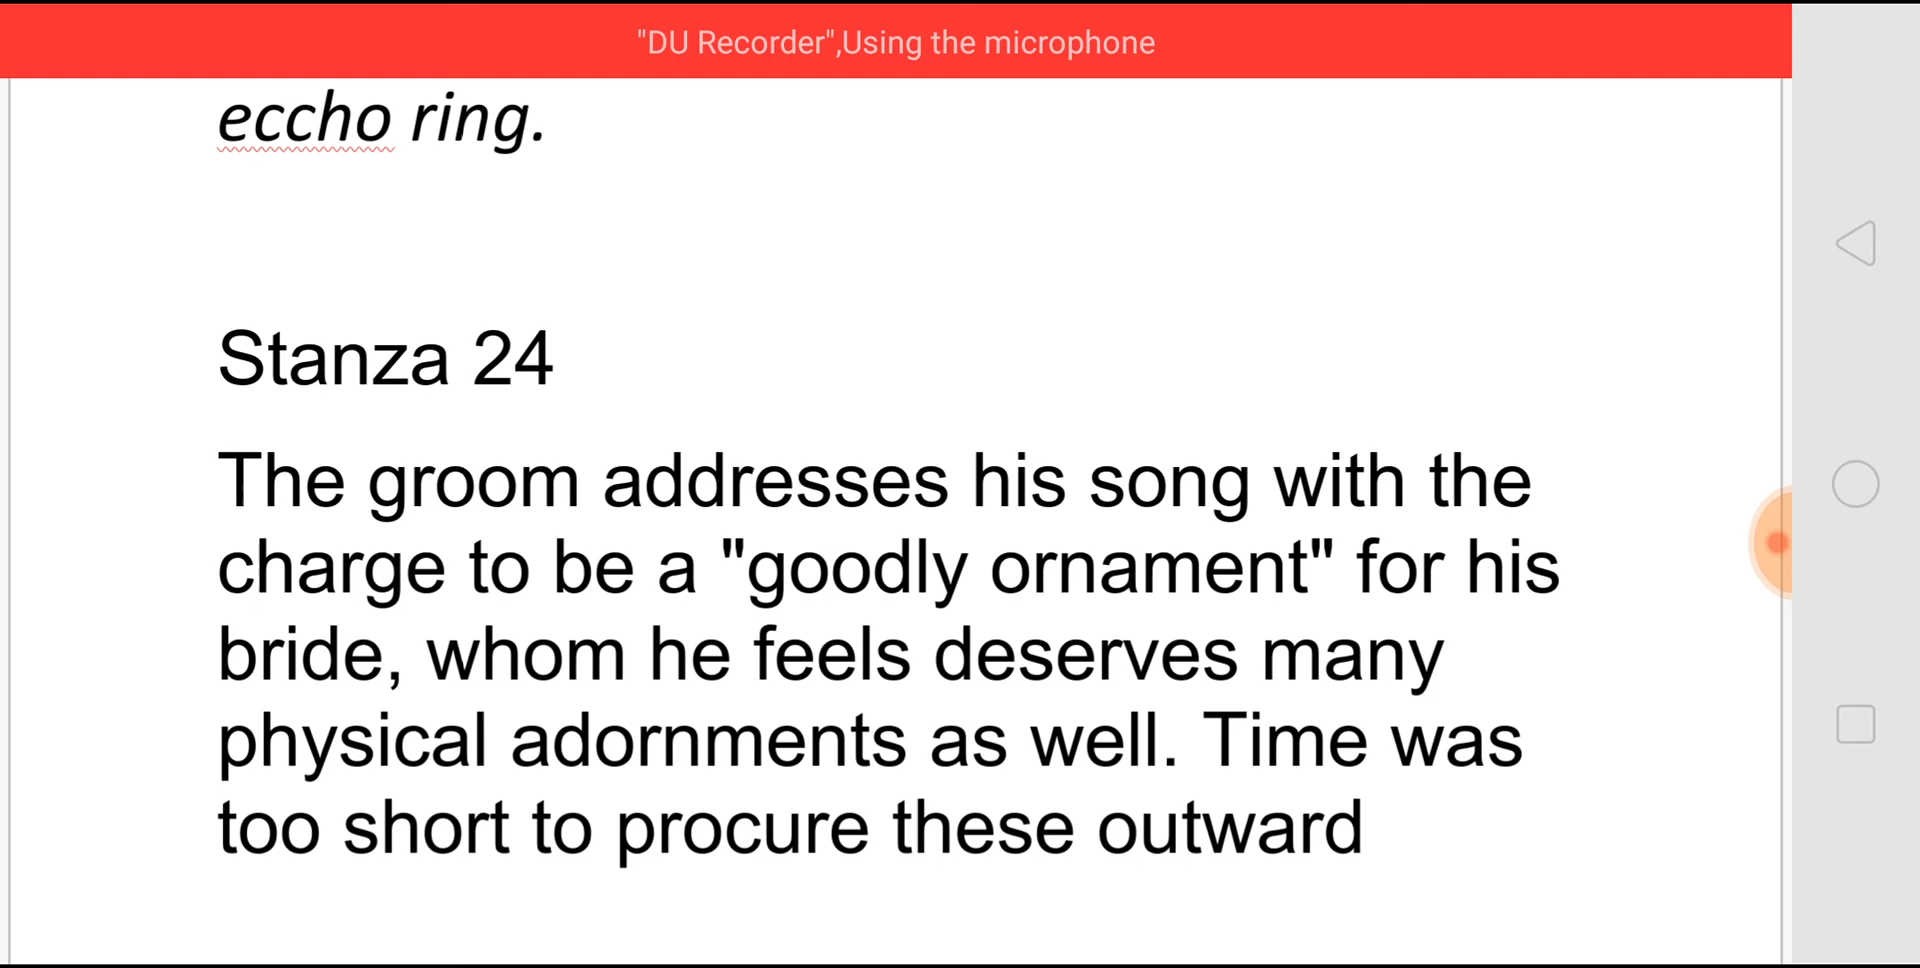 "DU Recorder",Using the microphone
eccho ring.
Stanza 24
The groom addresses his song with the
charge to be a "goodly ornament" for his
bride, whom he feels deserves many
physical adornments as well. Time was
too short to procure these outward